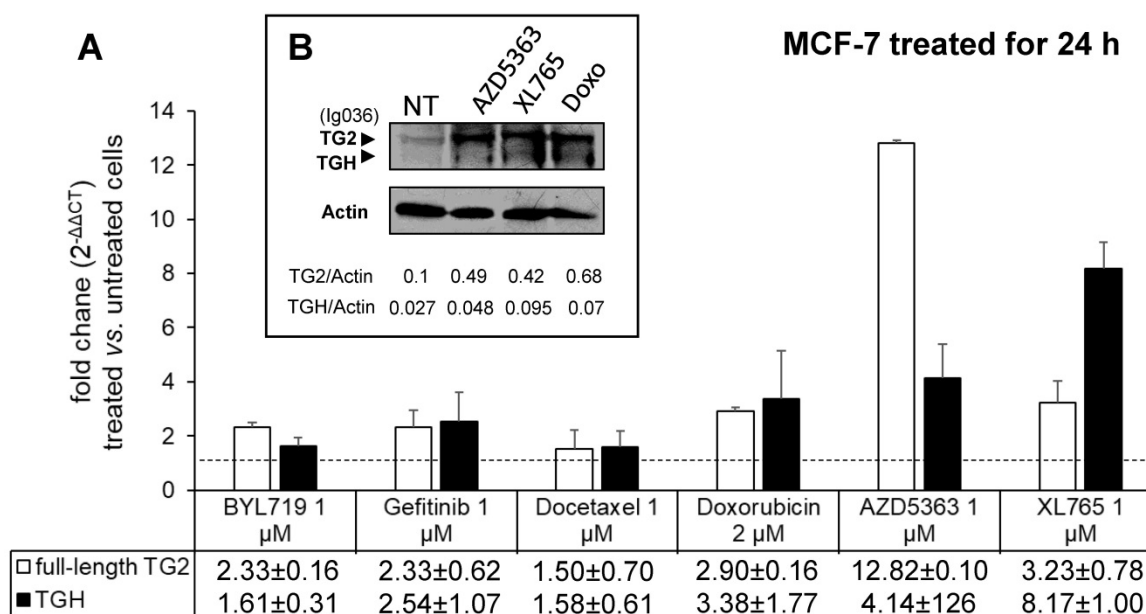 A
B
MCF-7 treated for 24 h
NT AZD5363 XL765 Doxo
(Ig036)
TG2
TGH
Actin
TG2/Actin 0.1 0.49 0.42 0.68
TGH/Actin 0.027 0.048 0.095 0.07
fold chane (2-ΔΔCT)
treated vs. untreated cells
14
12
10
8
6
4
2
0
BYL719 1 µM
Gefitinib 1 µM
Docetaxel 1 µM
Doxorubicin 2 µM
AZD5363 1 µM
XL765 1 µM
full-length TG2 2.33±0.16 2.33±0.62 1.50±0.70 2.90±0.16 12.82±0.10 3.23±0.78
TGH 1.61±0.31 2.54±1.07 1.58±0.61 3.38±1.77 4.14±126 8.17±1.00